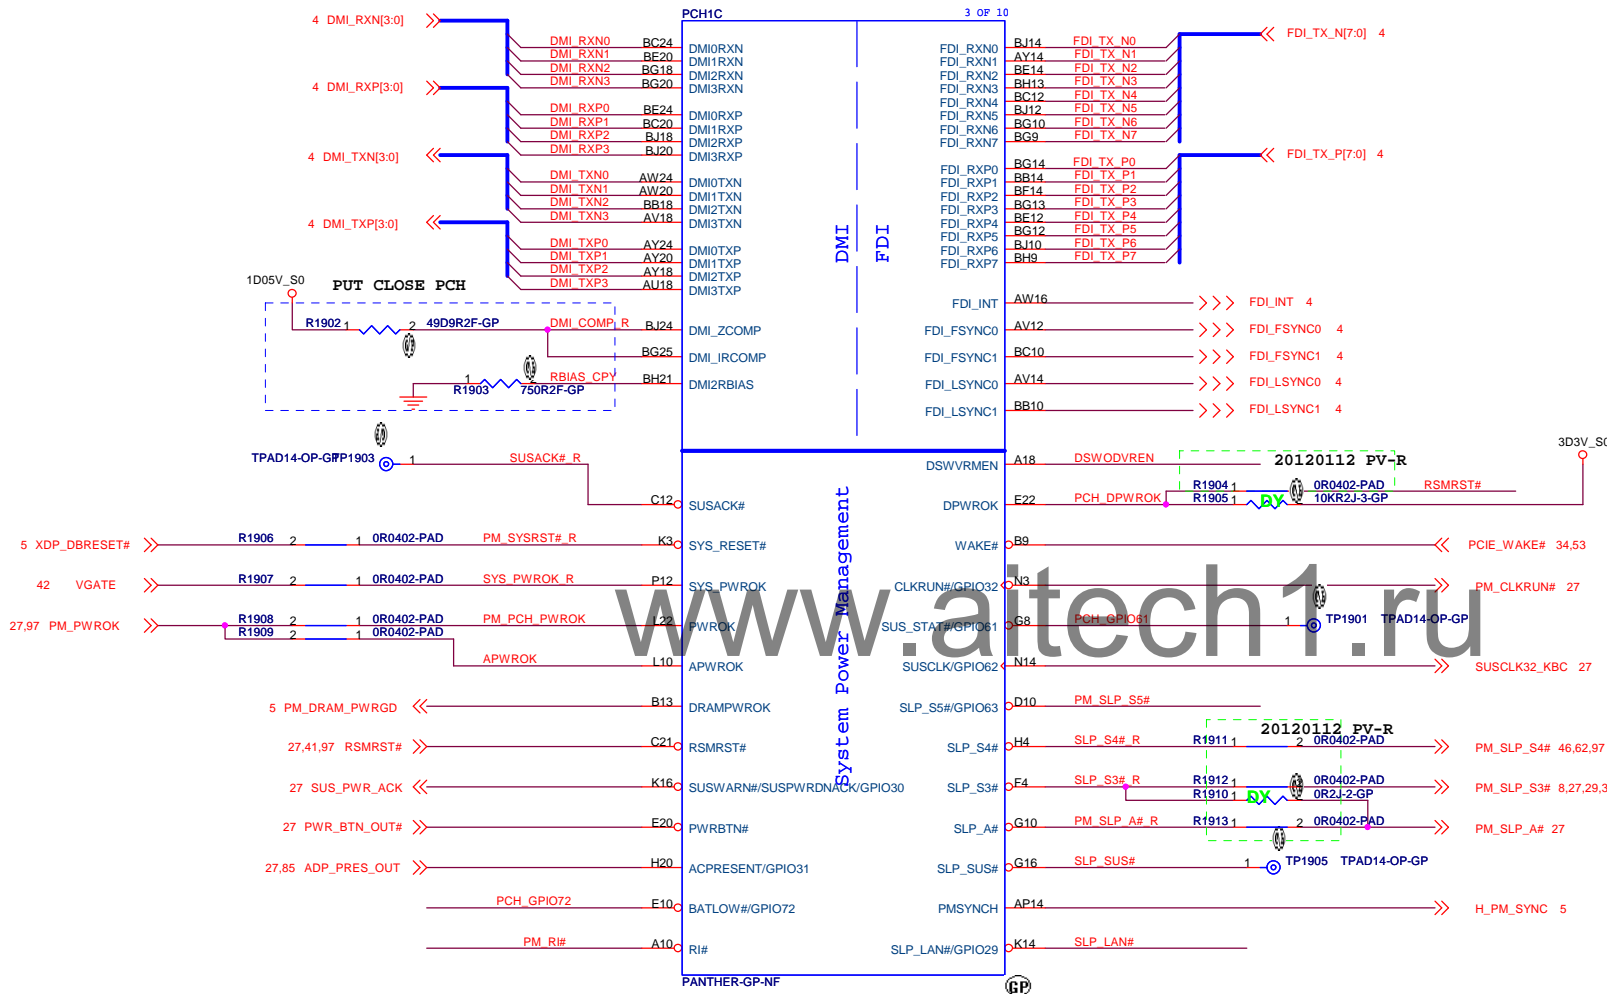 PCH1C
3 OF 10
4 DMI_RXN[3:0]
DMI_RXN0 BC24 DMI0RXN
DMI_RXN1 BE20 DMI1RXN
DMI_RXN2 BG18 DMI2RXN
DMI_RXN3 BG20 DMI3RXN
4 DMI_RXP[3:0]
DMI_RXP0 BE24 DMI0RXP
DMI_RXP1 BC20 DMI1RXP
DMI_RXP2 BJ18 DMI2RXP
DMI_RXP3 BJ20 DMI3RXP
4 DMI_TXN[3:0]
DMI_TXN0 AW24 DMI0TXN
DMI_TXN1 AW20 DMI1TXN
DMI_TXN2 BB18 DMI2TXN
DMI_TXN3 AV18 DMI3TXN
4 DMI_TXP[3:0]
DMI_TXP0 AY24 DMI0TXP
DMI_TXP1 AY20 DMI1TXP
DMI_TXP2 AY18 DMI2TXP
DMI_TXP3 AU18 DMI3TXP
1D05V_S0
PUT CLOSE PCH
R1902 1 2 49D9R2F-GP DMI_COMP_R BJ24 DMI_ZCOMP
BG25 DMI_IRCOMP
R1903 1 750R2F-GP RBIAS_CPY BH21 DMI2RBIAS
DMI
FDI
FDI_RXN0 BJ14 FDI_TX_N0
FDI_RXN1 AY14 FDI_TX_N1
FDI_RXN2 BE14 FDI_TX_N2
FDI_RXN3 BH13 FDI_TX_N3
FDI_RXN4 BC12 FDI_TX_N4
FDI_RXN5 BJ12 FDI_TX_N5
FDI_RXN6 BG10 FDI_TX_N6
FDI_RXN7 BG9 FDI_TX_N7
FDI_TX_N[7:0] 4
FDI_RXP0 BG14 FDI_TX_P0
FDI_RXP1 BB14 FDI_TX_P1
FDI_RXP2 BF14 FDI_TX_P2
FDI_RXP3 BG13 FDI_TX_P3
FDI_RXP4 BE12 FDI_TX_P4
FDI_RXP5 BG12 FDI_TX_P5
FDI_RXP6 BJ10 FDI_TX_P6
FDI_RXP7 BH9 FDI_TX_P7
FDI_TX_P[7:0] 4
FDI_INT AW16 FDI_INT 4
FDI_FSYNC0 AV12 FDI_FSYNC0 4
FDI_FSYNC1 BC10 FDI_FSYNC1 4
FDI_LSYNC0 AV14 FDI_LSYNC0 4
FDI_LSYNC1 BB10 FDI_LSYNC1 4
System Power Management
TPAD14-OP-GP TP1903 1 SUSACK#_R C12 SUSACK#
5 XDP_DBRESET# R1906 2 1 0R0402-PAD PM_SYSRST#_R K3 SYS_RESET#
42 VGATE R1907 2 1 0R0402-PAD SYS_PWROK_R P12 SYS_PWROK
27,97 PM_PWROK R1908 2 1 0R0402-PAD PM_PCH_PWROK L22 PWROK
R1909 2 1 0R0402-PAD
APWROK L10 APWROK
5 PM_DRAM_PWRGD B13 DRAMPWROK
27,41,97 RSMRST# C21 RSMRST#
27 SUS_PWR_ACK K16 SUSWARN#/SUSPWRDNACK/GPIO30
27 PWR_BTN_OUT# E20 PWRBTN#
27,85 ADP_PRES_OUT H20 ACPRESENT/GPIO31
PCH_GPIO72 E10 BATLOW#/GPIO72
PM_RI# A10 RI#
3D3V_S0
DSWVRMEN A18 DSWODVREN
20120112 PV-R
R1904 1 0R0402-PAD RSMRST#
DPWROK E22 PCH_DPWROK R1905 1 DY 2 10KR2J-3-GP
WAKE# B9 PCIE_WAKE# 34,53
CLKRUN#/GPIO32 N3 PM_CLKRUN# 27
SUS_STAT#/GPIO61 G8 PCH_GPIO61 1 TP1901 TPAD14-OP-GP
SUSCLK/GPIO62 N14 SUSCLK32_KBC 27
SLP_S5#/GPIO63 D10 PM_SLP_S5#
20120112 PV-R
SLP_S4# H4 SLP_S4#_R R1911 1 2 0R0402-PAD PM_SLP_S4# 46,62,97
SLP_S3# F4 SLP_S3#_R R1912 1 0R0402-PAD PM_SLP_S3# 8,27,29,3
R1910 1 DY 2 0R2J-2-GP
SLP_A# G10 PM_SLP_A#_R R1913 1 2 0R0402-PAD PM_SLP_A# 27
SLP_SUS# G16 SLP_SUS# 1 TP1905 TPAD14-OP-GP
PMSYNCH AP14 H_PM_SYNC 5
SLP_LAN#/GPIO29 K14 SLP_LAN#
PANTHER-GP-NF
GP
www.aitech1.ru